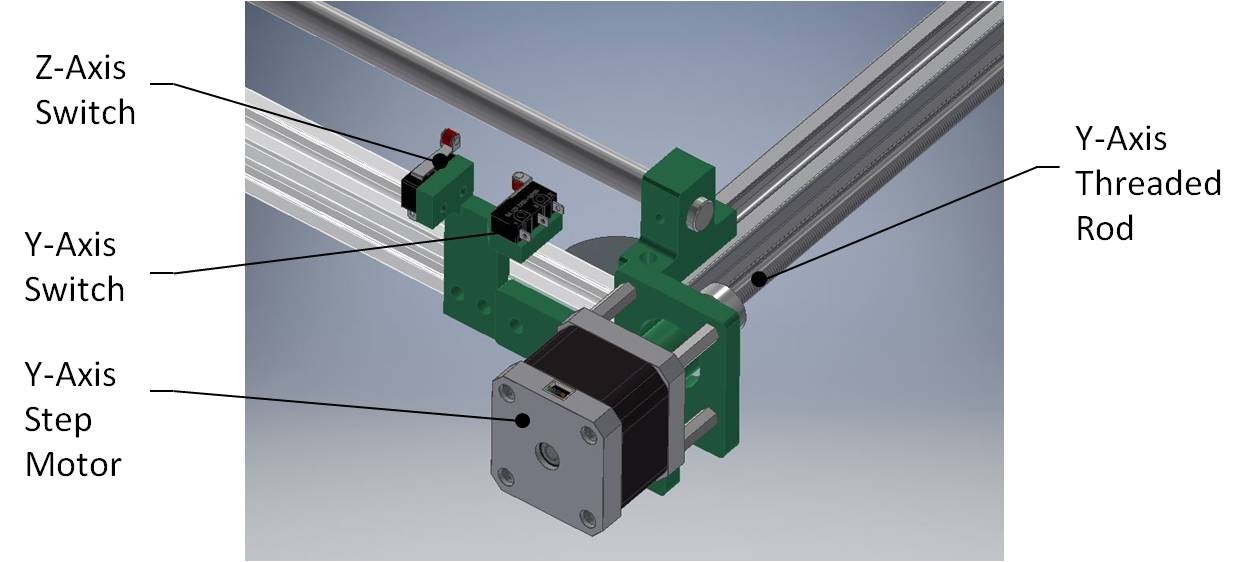 Z-Axis
Switch
Y-Axis
Switch
Y-Axis
Step
Motor
Y-Axis
Threaded
Rod